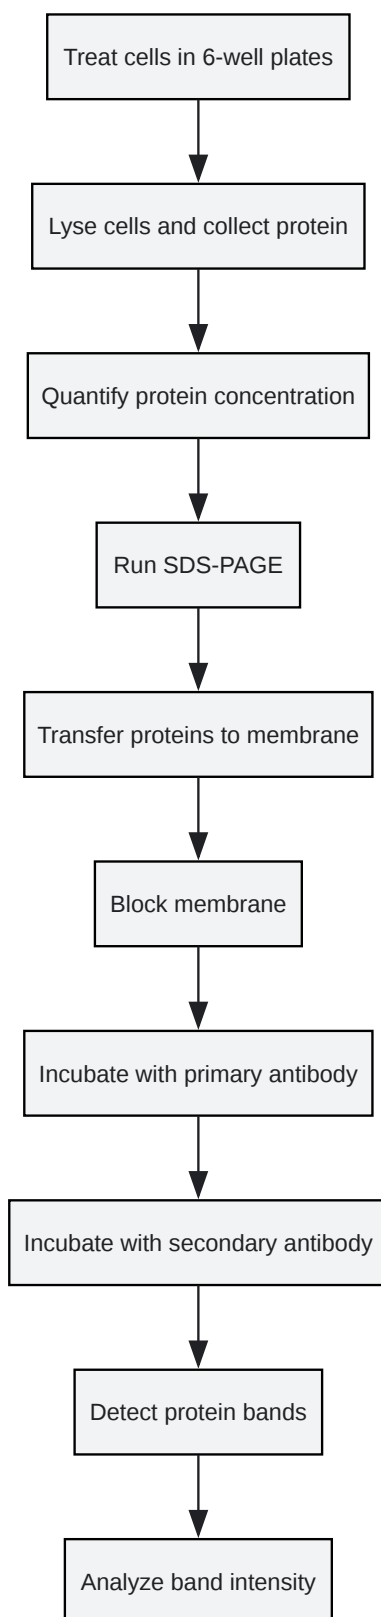 Treat cells in 6-well plates
Lyse cells and collect protein
Quantify protein concentration
Run SDS-PAGE
Transfer proteins to membrane
Block membrane
Incubate with primary antibody
Incubate with secondary antibody
Detect protein bands
Analyze band intensity